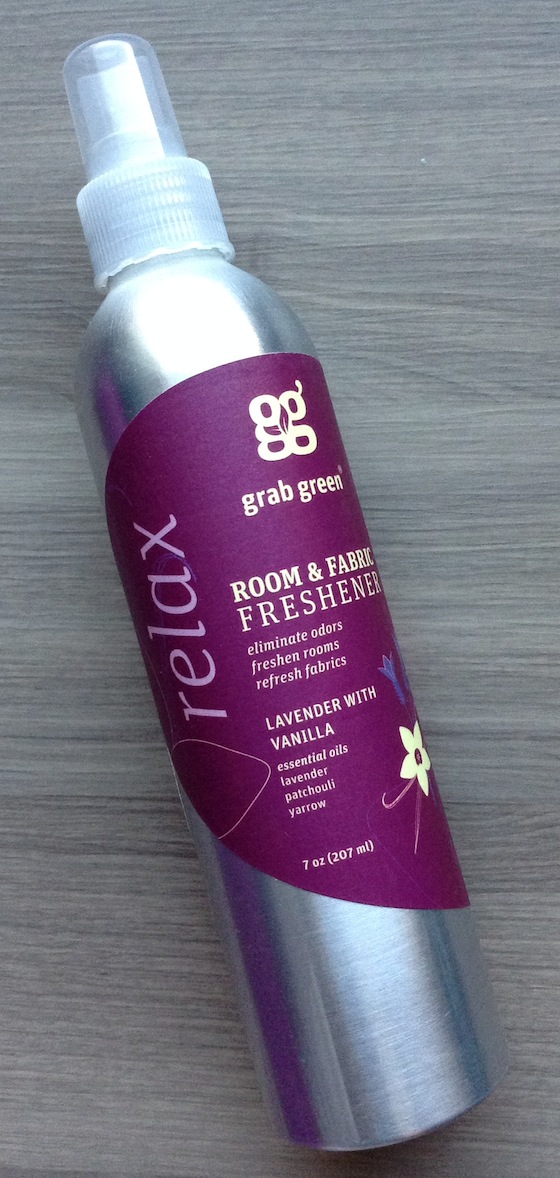 gg
grab green®
relax
ROOM & FABRIC
FRESHENER
eliminate odors
freshen rooms
refresh fabrics
LAVENDER WITH
VANILLA
essential oils
lavender
patchouli
yarrow
7 oz (207 ml)